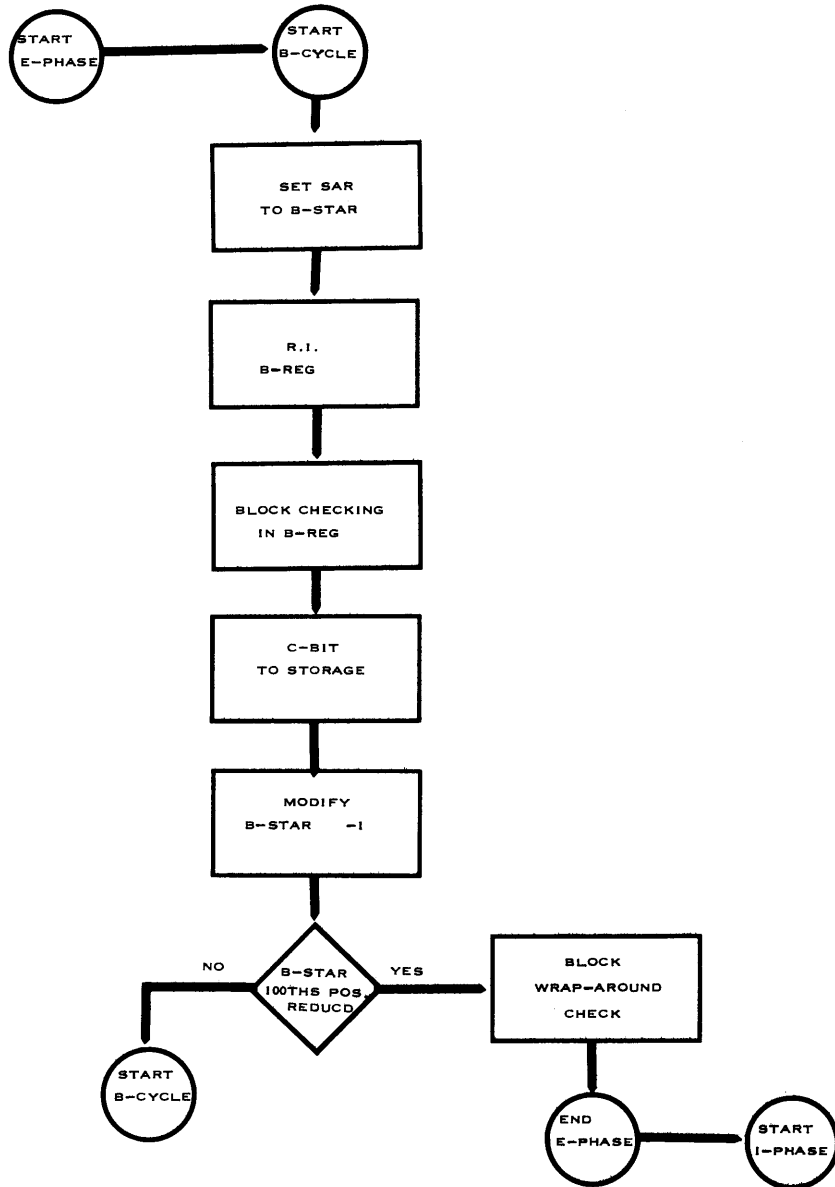 START
E-PHASE
START
B-CYCLE
SET SAR
TO B-STAR
R.I.
B-REG
BLOCK CHECKING
IN B-REG
C-BIT
TO STORAGE
MODIFY
B-STAR -1
NO
B-STAR
100THS POS.
REDUCD
YES
BLOCK
WRAP-AROUND
CHECK
START
B-CYCLE
END
E-PHASE
START
I-PHASE